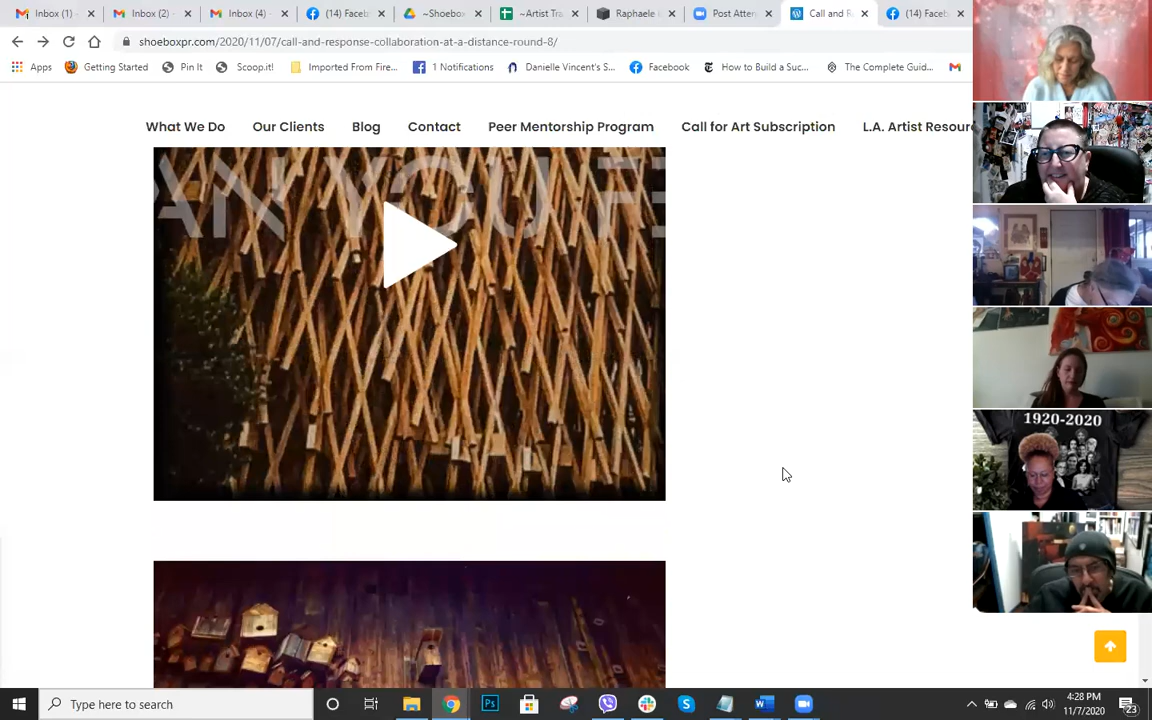 Inbox (1) -
Inbox (2) -
Inbox (4) -
(14) Faceb
~Shoebox
~Artist Tra
Raphaele
Post Atten
Call and R
(14) Faceb
shoeboxpr.com/2020/11/07/call-and-response-collaboration-at-a-distance-round-8/
Apps
Getting Started
Pin It
Scoop.it!
Imported From Fire...
1 Notifications
Danielle Vincent's S...
Facebook
How to Build a Suc...
The Complete Guid...
What We Do
Our Clients
Blog
Contact
Peer Mentorship Program
Call for Art Subscription
L.A. Artist Resour
AN YOU F
1920-2020
Type here to search
4:28 PM
11/7/2020
23